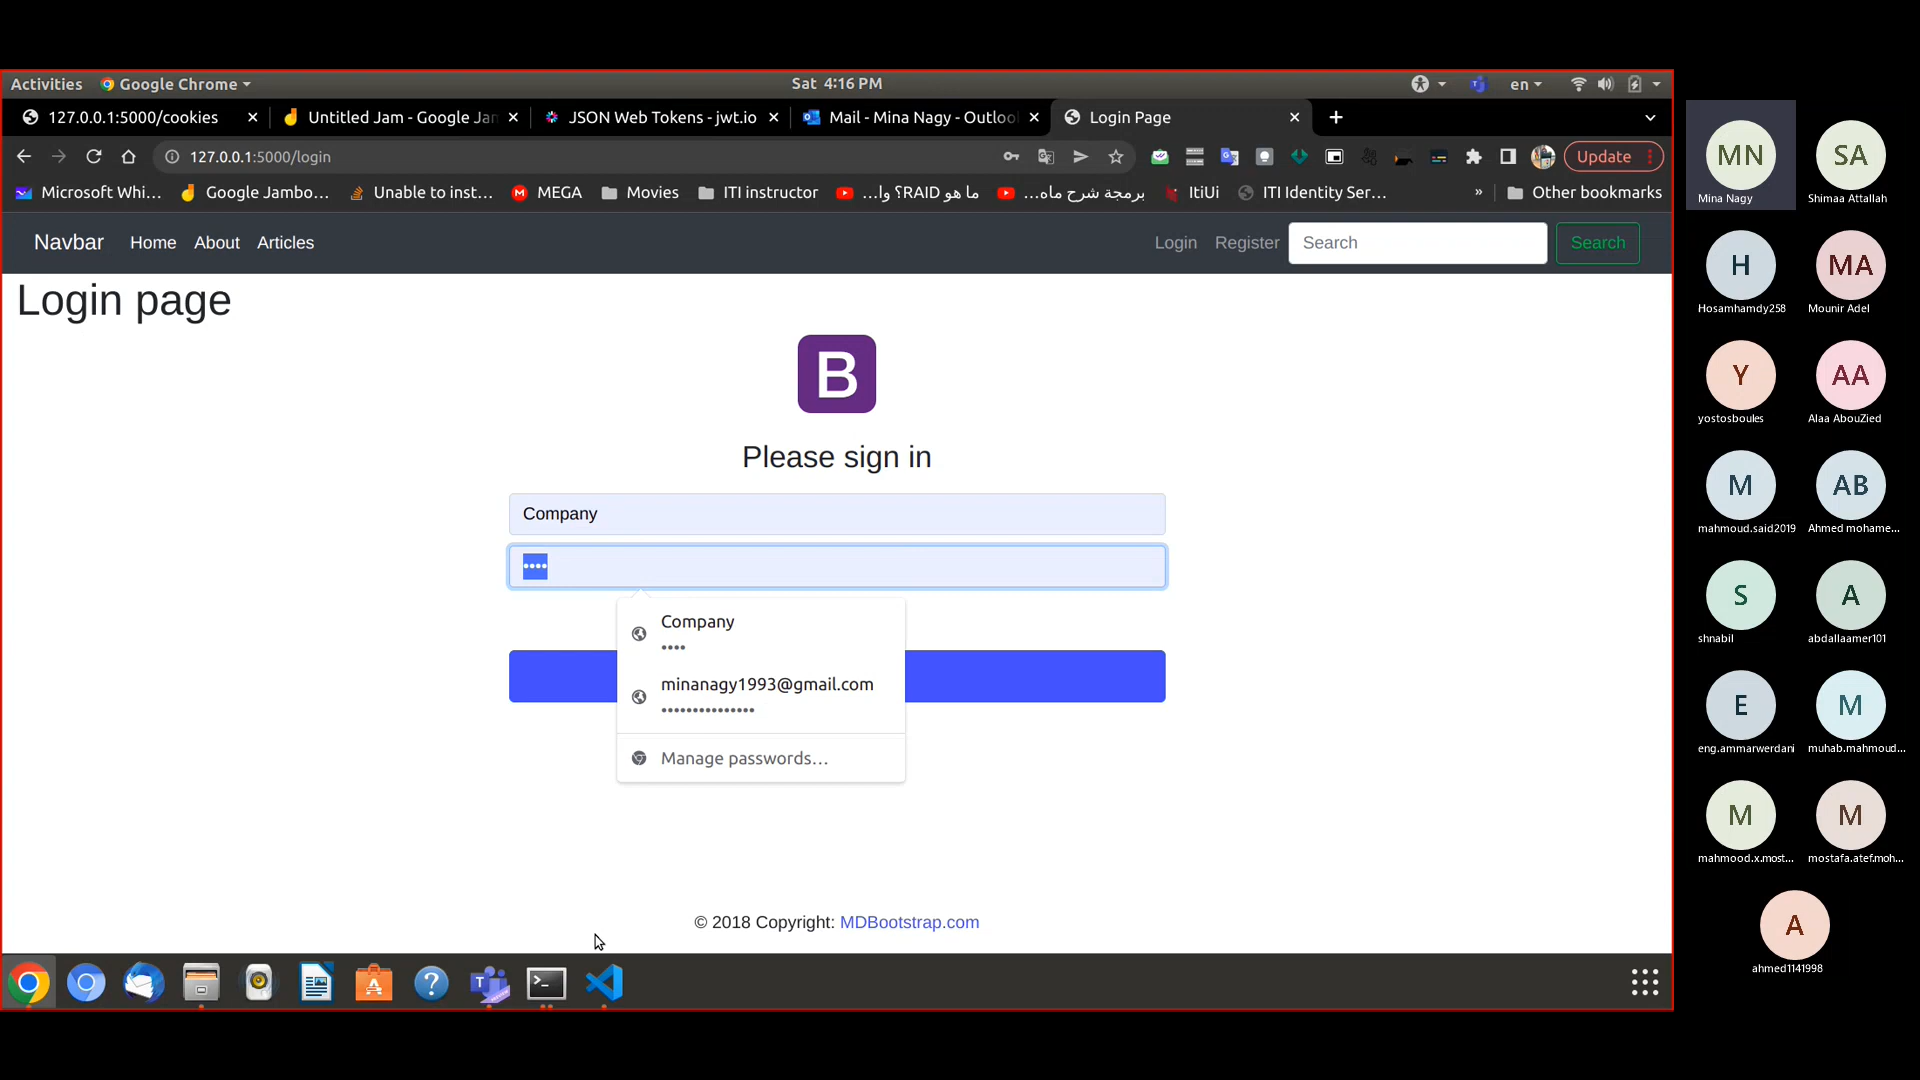 Activities
Google Chrome
Sat 4:16 PM
en
127.0.0.1:5000/cookies
Untitled Jam - Google Jan
JSON Web Tokens - jwt.io
Mail - Mina Nagy - Outlool
Login Page
127.0.0.1:5000/login
Update
Microsoft Whi...
Google Jambo...
Unable to inst...
MEGA
Movies
ITI instructor
ما هو RAID؟ وا...
برمجة شرح ماه...
ItiUi
ITI Identity Ser...
»
Other bookmarks
Navbar
Home
About
Articles
Login
Register
Search
Search
Login page
B
Please sign in
Company
Company
minanagy1993@gmail.com
Manage passwords...
© 2018 Copyright: MDBootstrap.com
MN
Mina Nagy
SA
Shimaa Attallah
H
Hosamhamdy258
MA
Mounir Adel
Y
yostosboules
AA
Alaa AbouZied
M
mahmoud.said2019
AB
Ahmed mohame...
S
shnabil
A
abdallaamer101
E
eng.ammarwerdani
M
muhab.mahmoud...
M
mahmood.x.most...
M
mostafa.atef.moh...
A
ahmed1141998